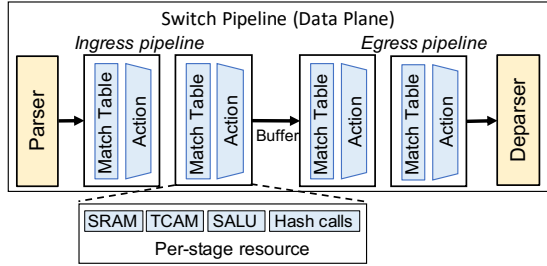 Switch Pipeline (Data Plane)
Ingress pipeline
Egress pipeline
Parser
Match Table
Action
Match Table
Action
Buffer
Match Table
Action
Match Table
Action
Deparser
SRAM
TCAM
SALU
Hash calls
Per-stage resource